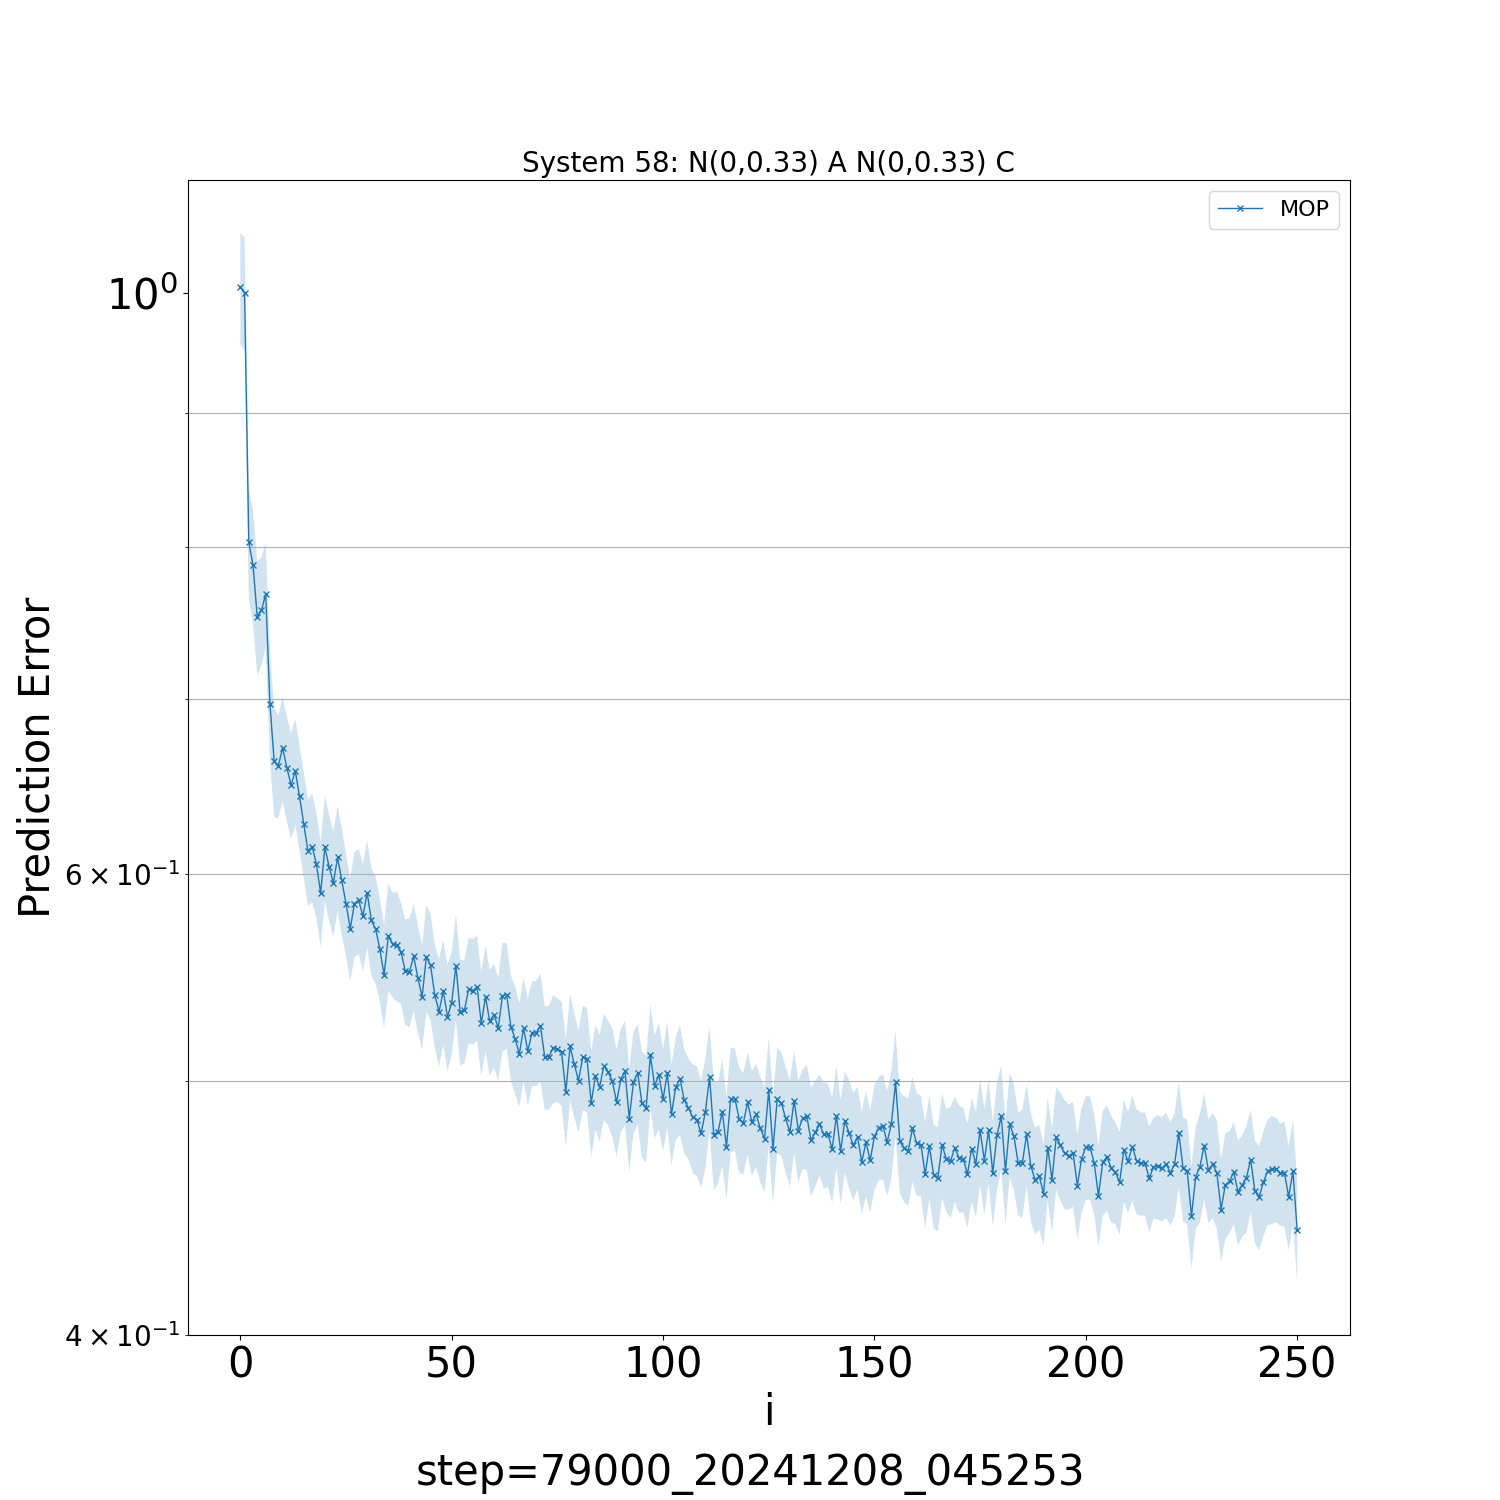 System 58: N(0,0.33) A N(0,0.33) C
MOP
10⁰
6 × 10⁻¹
4 × 10⁻¹
Prediction Error
0 50 100 150 200 250
i
step=79000_20241208_045253